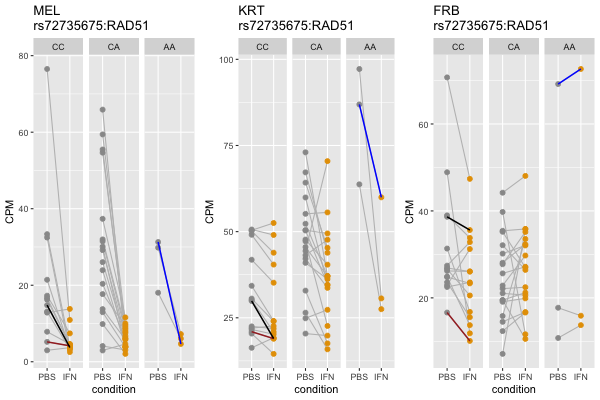 MEL
rs72735675:RAD51
CC CA AA
80
60
40
20
0
CPM
PBS IFN PBS IFN PBS IFN
condition
KRT
rs72735675:RAD51
CC CA AA
100
75
50
25
CPM
PBS IFN PBS IFN PBS IFN
condition
FRB
rs72735675:RAD51
CC CA AA
60
40
20
CPM
PBS IFN PBS IFN PBS IFN
condition